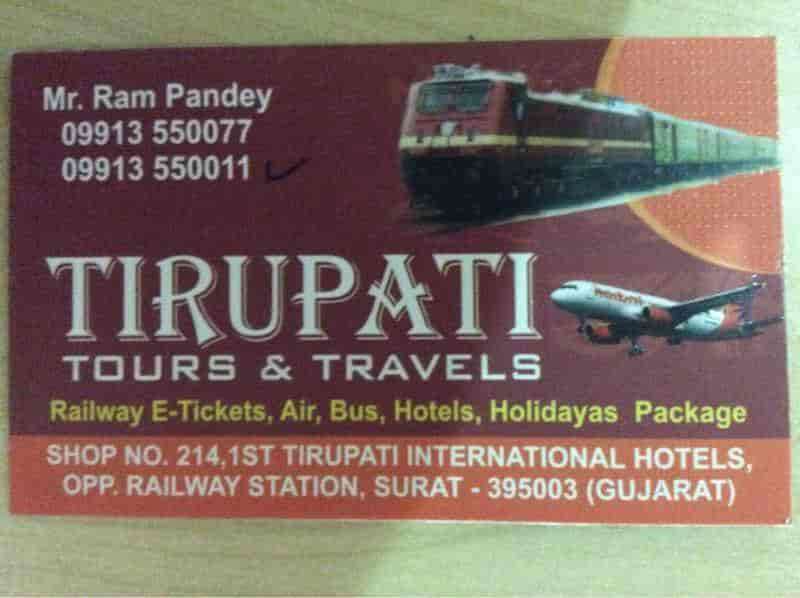 Mr. Ram Pandey
09913 550077
09913 550011
TIRUPATI
TOURS & TRAVELS
Railway E-Tickets, Air, Bus, Hotels, Holidayas Package
SHOP NO. 214,1ST TIRUPATI INTERNATIONAL HOTELS,
OPP. RAILWAY STATION, SURAT - 395003 (GUJARAT)